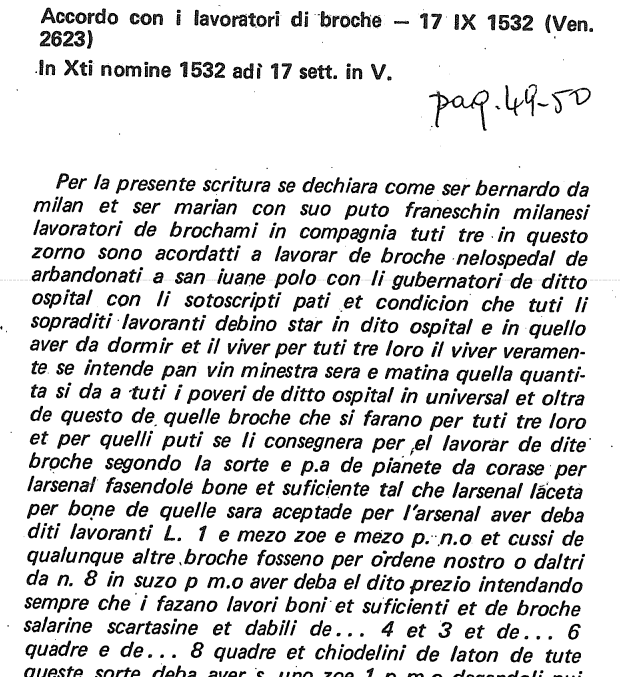 Accordo con i lavoratori di broche — 17 IX 1532 (Ven.
2623)
In Xti nomine 1532 adì 17 sett. in V.
pag. 49-50
Per la presente scritura se dechiara come ser bernardo da
milan et ser marian con suo puto franeschin milanesi
lavoratori de brochami in compagnia tuti tre in questo
zorno sono acordatti a lavorar de broche nelospedal de
arbandonati a san iuane polo con li gubernatori de ditto
ospital con li sotoscripti pati et condicion che tuti li
sopraditi lavoranti debino star in dito ospital e in quello
aver da dormir et il viver per tuti tre loro il viver veramen-
te se intende pan vin minestra sera e matina quella quanti-
ta si da a tuti i poveri de ditto ospital in universal et oltra
de questo de quelle broche che si farano per tuti tre loro
et per quelli puti se li consegnera per el lavorar de dite
broche segondo la sorte e p.a de pianete da corase per
larsenal fasendole bone et suficiente tal che larsenal laceta
per bone de quelle sara aceptade per l'arsenal aver deba
diti lavoranti L. 1 e mezo zoe e mezo p. n.o et cussi de
qualunque altre broche fosseno per ordene nostro o daltri
da n. 8 in suzo p m.o aver deba el dito prezio intendando
sempre che i fazano lavori boni et suficienti et de broche
salarine scartasine et dabili de... 4 et 3 et de... 6
quadre e de... 8 quadre et chiodelini de laton de tute
queste sorte deba aver s. uno zoe 1 p m.o dagandoli pui